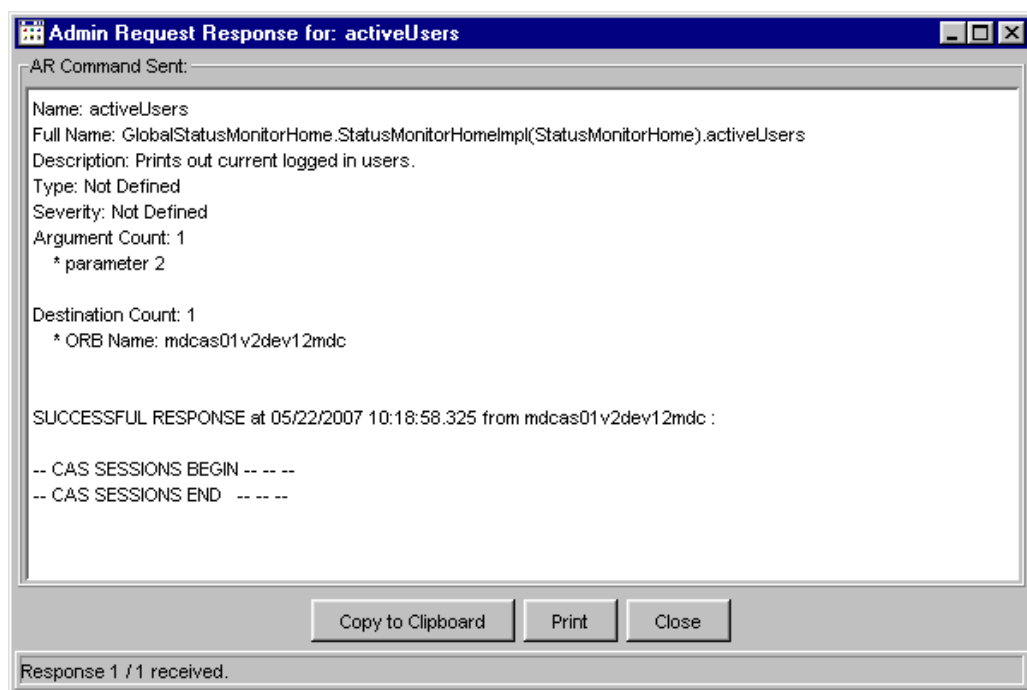 Admin Request Response for: activeUsers
AR Command Sent:
Name: activeUsers
Full Name: GlobalStatusMonitorHome.StatusMonitorHomeImpl(StatusMonitorHome).activeUsers
Description: Prints out current logged in users.
Type: Not Defined
Severity: Not Defined
Argument Count: 1
* parameter 2
Destination Count: 1
* ORB Name: mdcas01v2dev12mdc
SUCCESSFUL RESPONSE at 05/22/2007 10:18:58.325 from mdcas01v2dev12mdc :
-- CAS SESSIONS BEGIN -- -- --
-- CAS SESSIONS END -- -- --
Copy to Clipboard Print Close
Response 1 / 1 received.